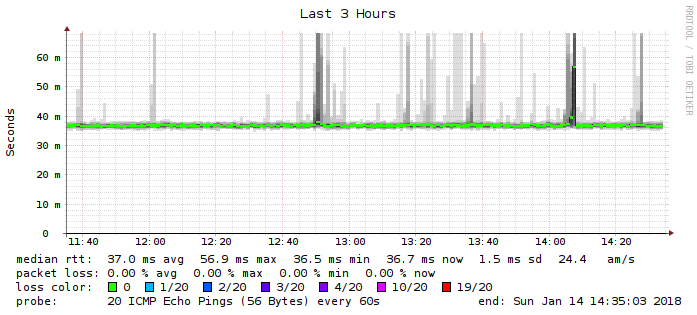 Last 3 Hours
RRDTOOL / TOBI OETIKER
Seconds
60 m
50 m
40 m
30 m
20 m
10 m
0
11:40 12:00 12:20 12:40 13:00 13:20 13:40 14:00 14:20
median rtt: 37.0 ms avg 56.9 ms max 36.5 ms min 36.7 ms now 1.5 ms sd 24.4 am/s
packet loss: 0.00 % avg 0.00 % max 0.00 % min 0.00 % now
loss color: 0 1/20 2/20 3/20 4/20 10/20 19/20
probe: 20 ICMP Echo Pings (56 Bytes) every 60s end: Sun Jan 14 14:35:03 2018